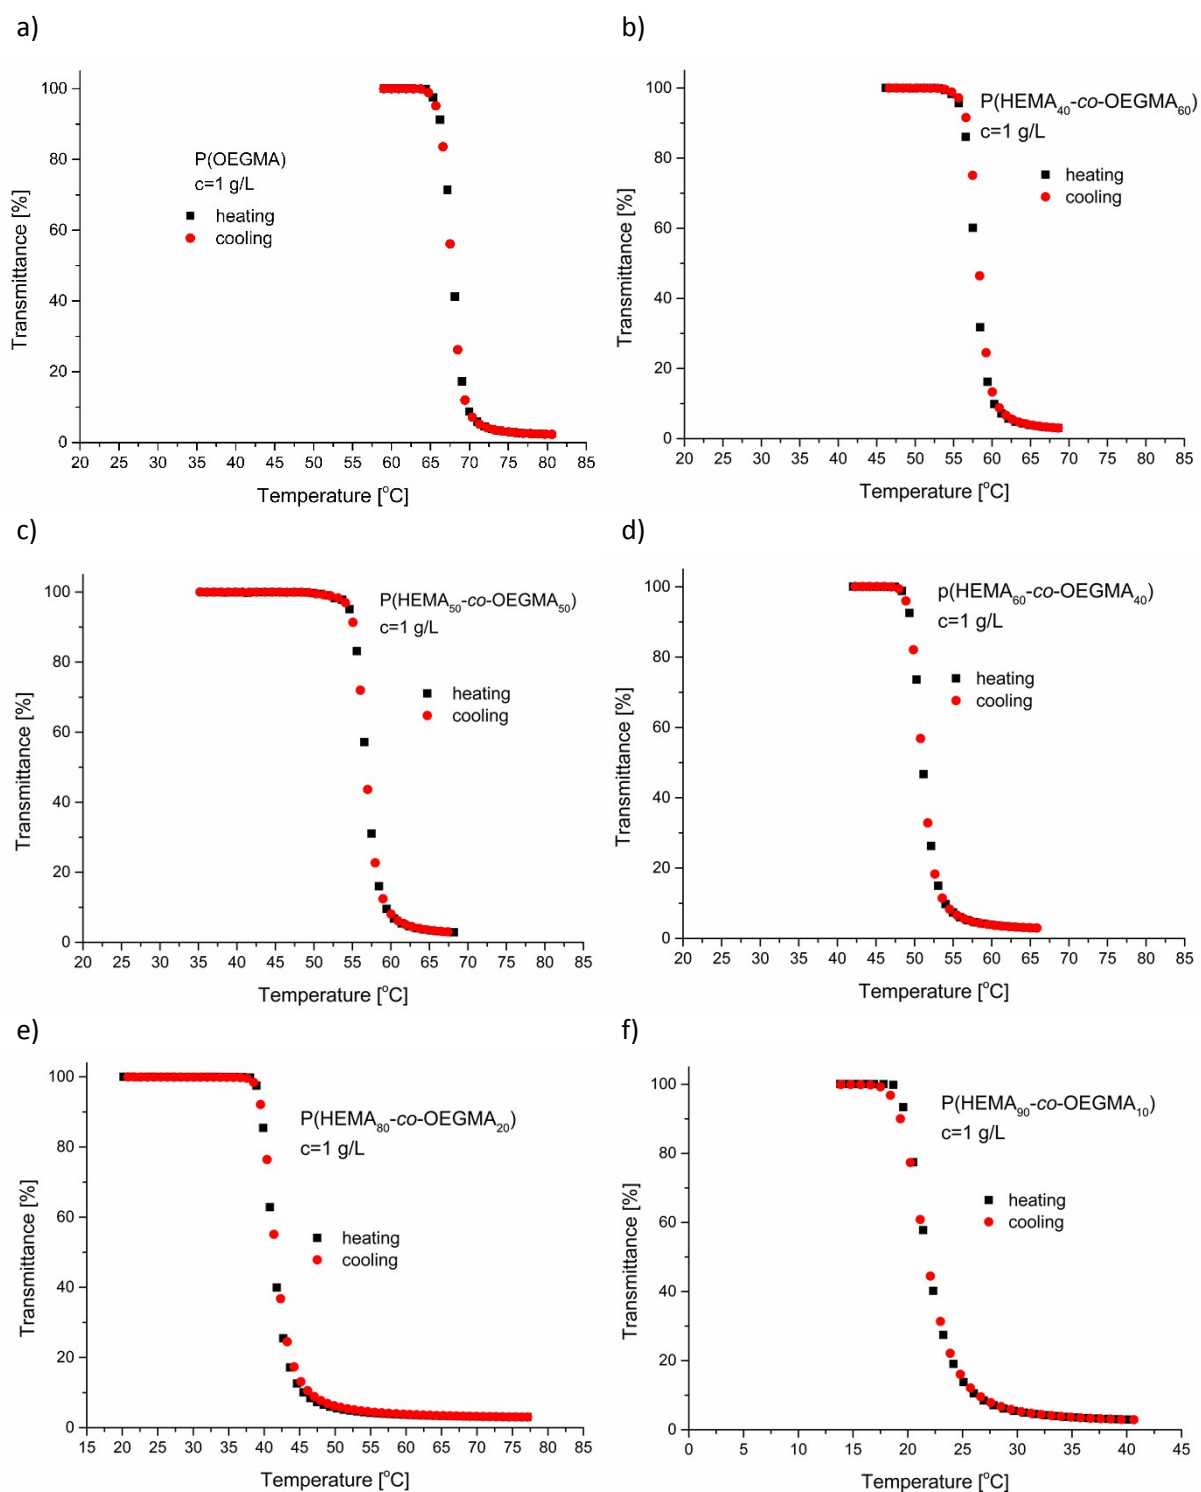 a)
100
80
60
40
20
0
Transmittance [%]
P(OEGMA)
c=1 g/L
heating
cooling
20 25 30 35 40 45 50 55 60 65 70 75 80 85
Temperature [°C]
b)
100
80
60
40
20
0
Transmittance [%]
P(HEMA₄₀-co-OEGMA₆₀)
c=1 g/L
heating
cooling
20 25 30 35 40 45 50 55 60 65 70 75 80 85
Temperature [°C]
c)
100
80
60
40
20
0
Transmittance [%]
P(HEMA₅₀-co-OEGMA₅₀)
c=1 g/L
heating
cooling
20 25 30 35 40 45 50 55 60 65 70 75 80 85
Temperature [°C]
d)
100
80
60
40
20
0
Transmittance [%]
p(HEMA₆₀-co-OEGMA₄₀)
c=1 g/L
heating
cooling
20 25 30 35 40 45 50 55 60 65 70 75 80 85
Temperature [°C]
e)
100
80
60
40
20
0
Transmittance [%]
P(HEMA₈₀-co-OEGMA₂₀)
c=1 g/L
heating
cooling
15 20 25 30 35 40 45 50 55 60 65 70 75 80 85
Temperature [°C]
f)
100
80
60
40
20
0
Transmittance [%]
P(HEMA₉₀-co-OEGMA₁₀)
c=1 g/L
heating
cooling
0 5 10 15 20 25 30 35 40 45
Temperature [°C]